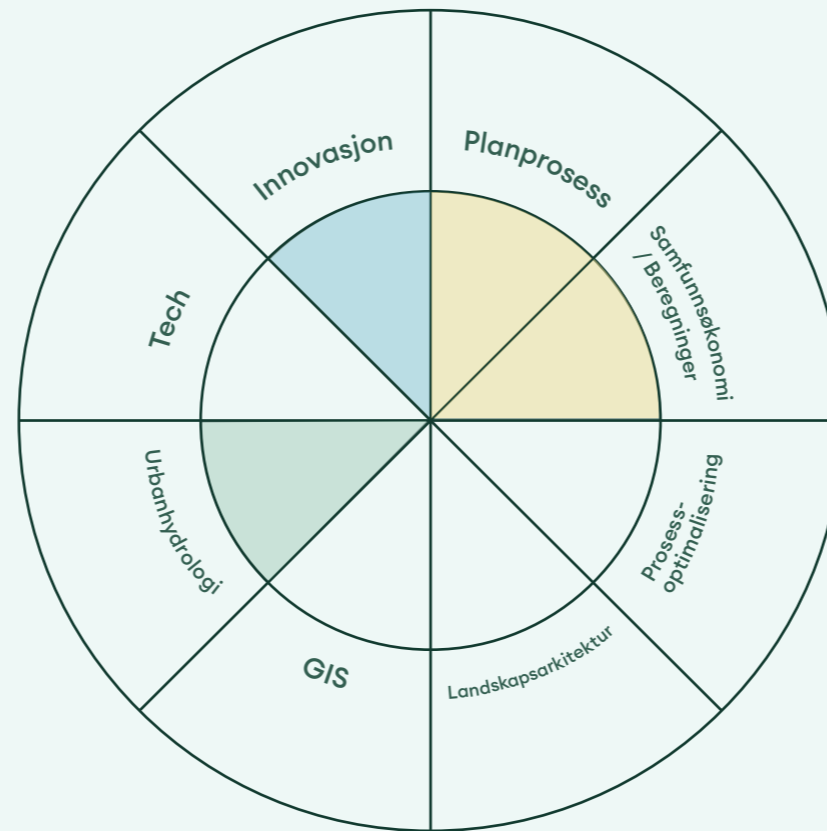 Innovasjon
Planprosess
Samfunnsøkonomi
/ Beregninger
Prosess-
optimalisering
Landskapsarkitektur
GIS
Urbanhydrologi
Tech